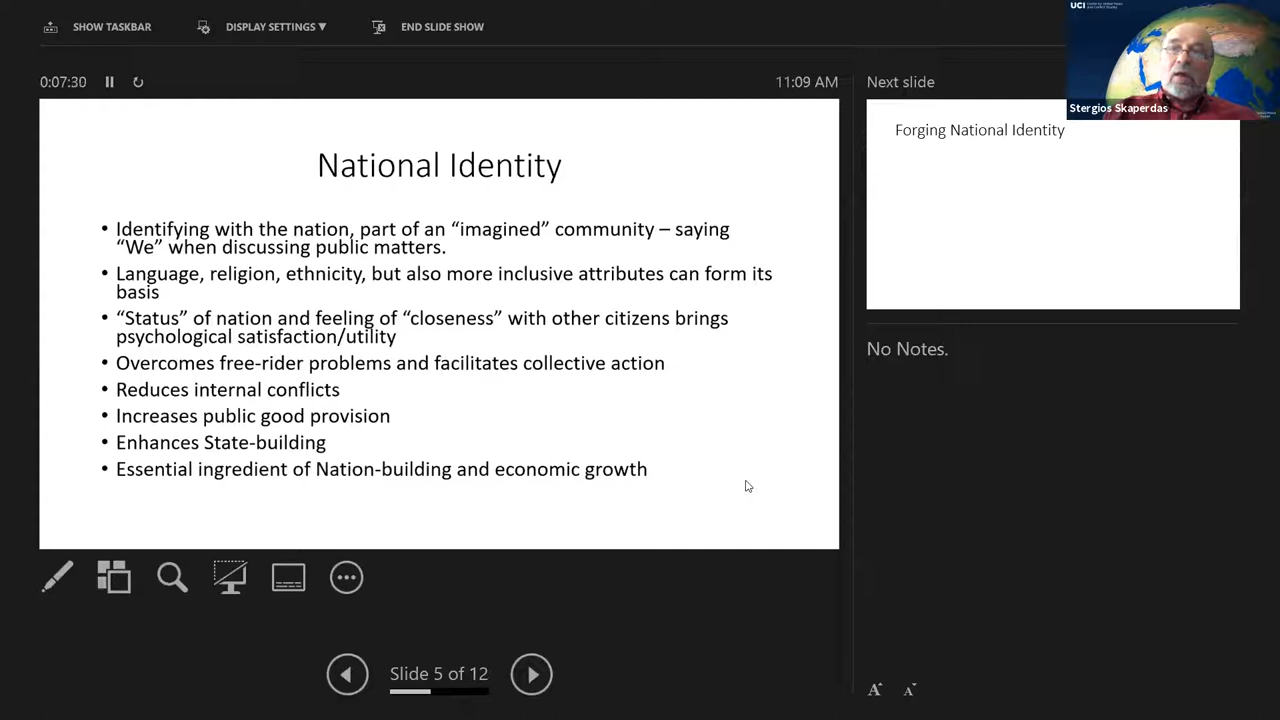 SHOW TASKBAR
DISPLAY SETTINGS ▼
END SLIDE SHOW
UCI
Stergios Skaperdas
0:07:30
11:09 AM
National Identity
• Identifying with the nation, part of an “imagined” community – saying
“We” when discussing public matters.
• Language, religion, ethnicity, but also more inclusive attributes can form its
basis
• “Status” of nation and feeling of “closeness” with other citizens brings
psychological satisfaction/utility
• Overcomes free-rider problems and facilitates collective action
• Reduces internal conflicts
• Increases public good provision
• Enhances State-building
• Essential ingredient of Nation-building and economic growth
Slide 5 of 12
Next slide
Forging National Identity
No Notes.
A
A